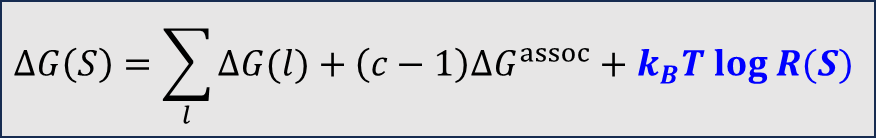 ΔG(S) = ∑_l ΔG(l) + (c − 1)ΔG^assoc + k_B T log R(S)